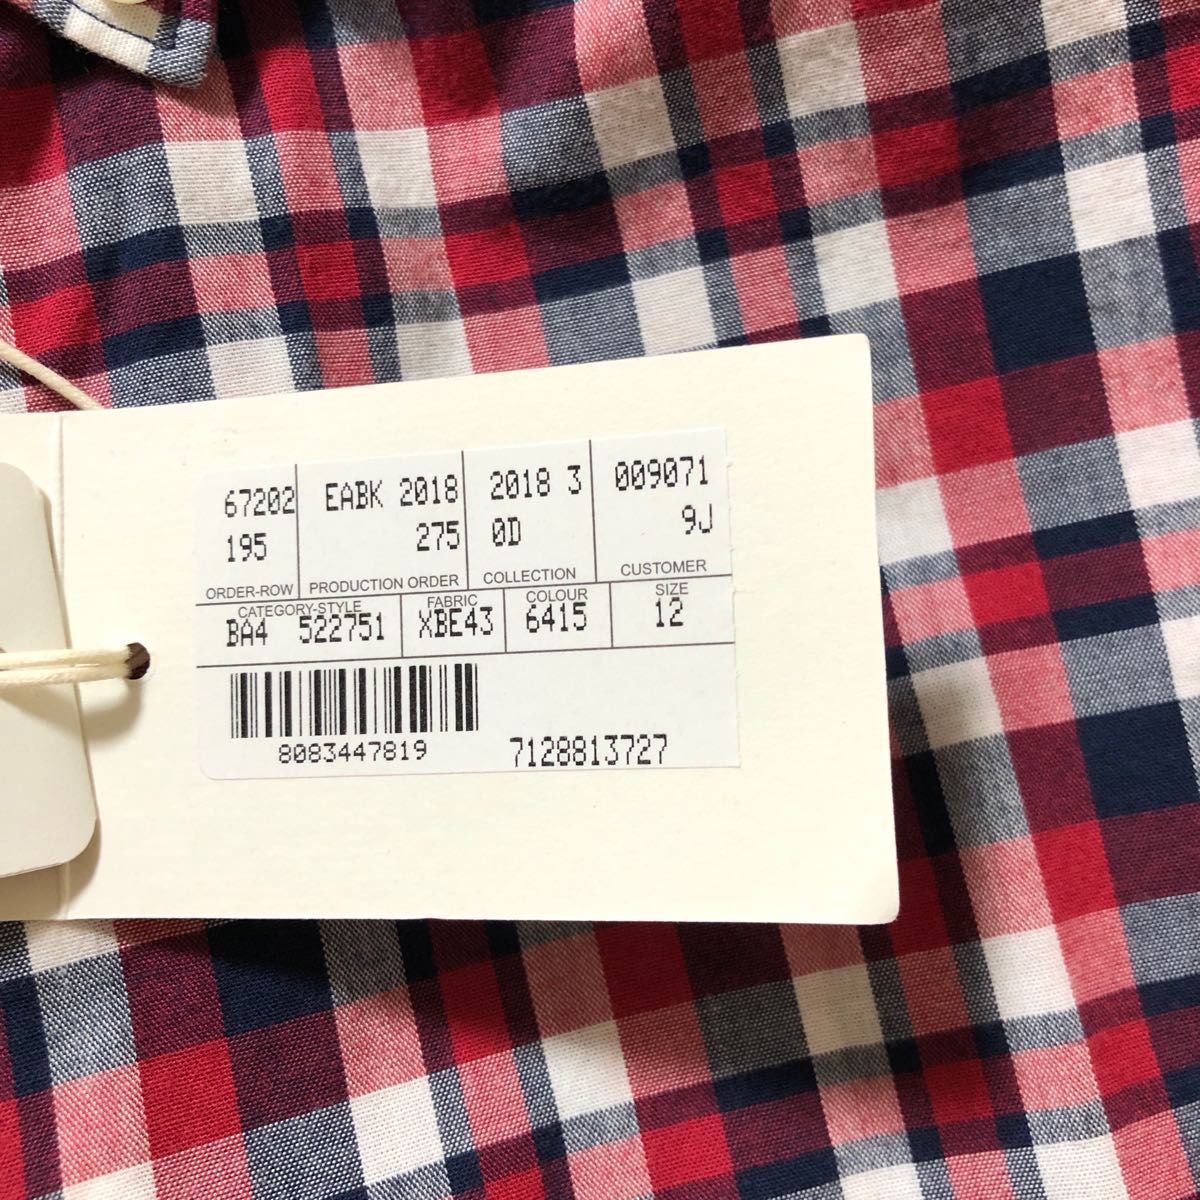 67202 EABK 2018 2018 3 009071
195 275 0D 9J
ORDER-ROW PRODUCTION ORDER COLLECTION CUSTOMER
CATEGORY-STYLE FABRIC COLOUR SIZE
BA4 522751 XBE43 6415 12
8083447819 7128813727